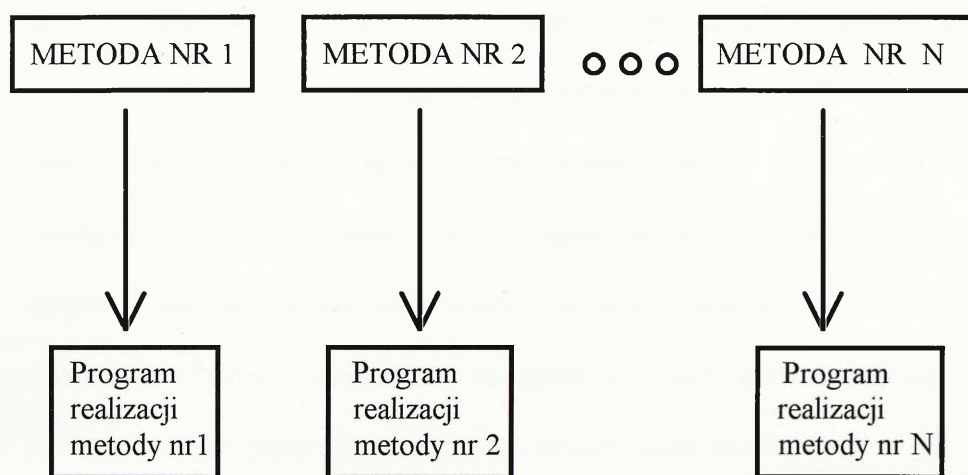 METODA NR 1
METODA NR 2
METODA NR N
Program
realizacji
metody nr1
Program
realizacji
metody nr 2
Program
realizacji
metody nr N